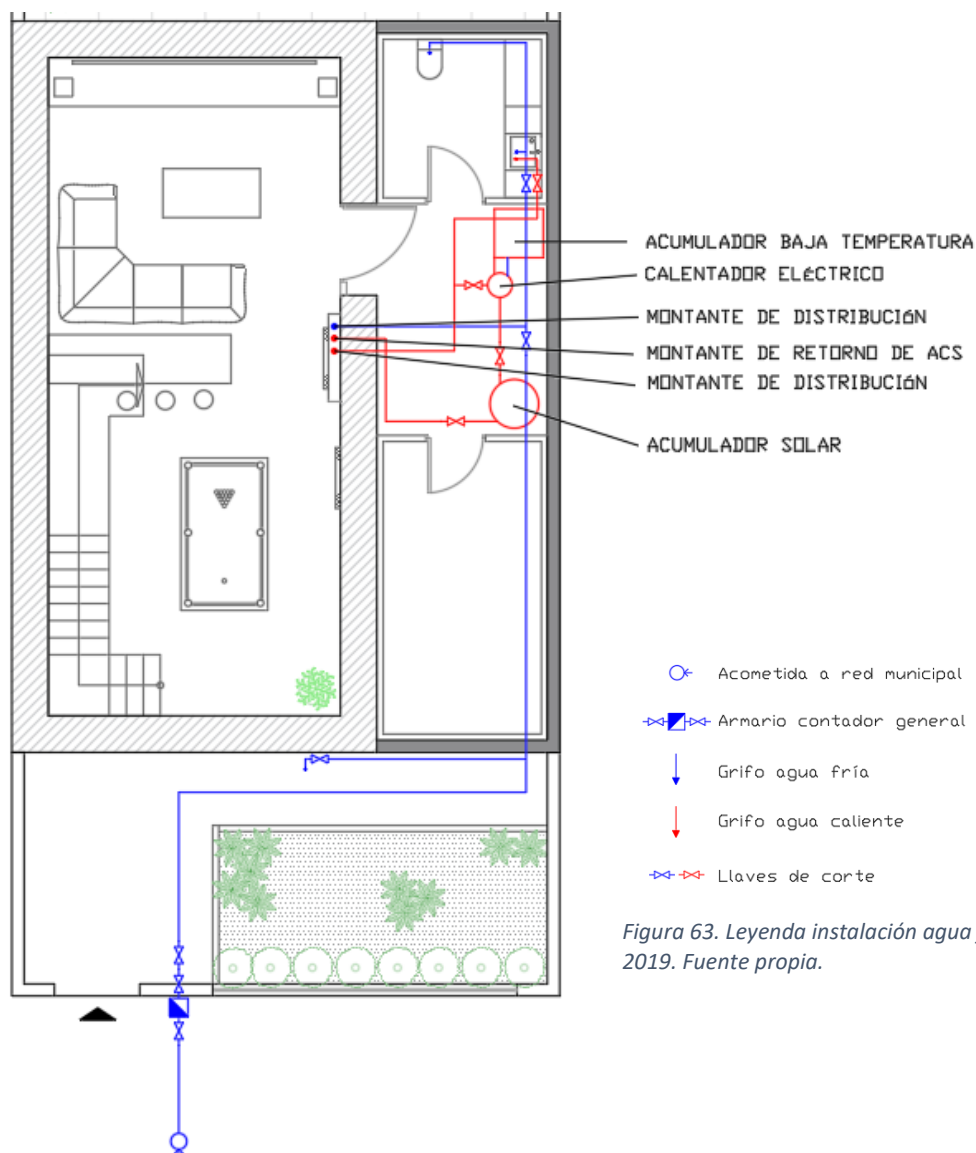 ACUMULADOR BAJA TEMPERATURA
CALENTADOR ELéCTRICO
MONTANTE DE DISTRIBUCIóN
MONTANTE DE RETORNO DE ACS
MONTANTE DE DISTRIBUCIóN
ACUMULADOR SOLAR
Acometida a red municipal
Armario contador general
Grifo agua fría
Grifo agua caliente
Llaves de corte
Figura 63. Leyenda instalación agua
2019. Fuente propia.